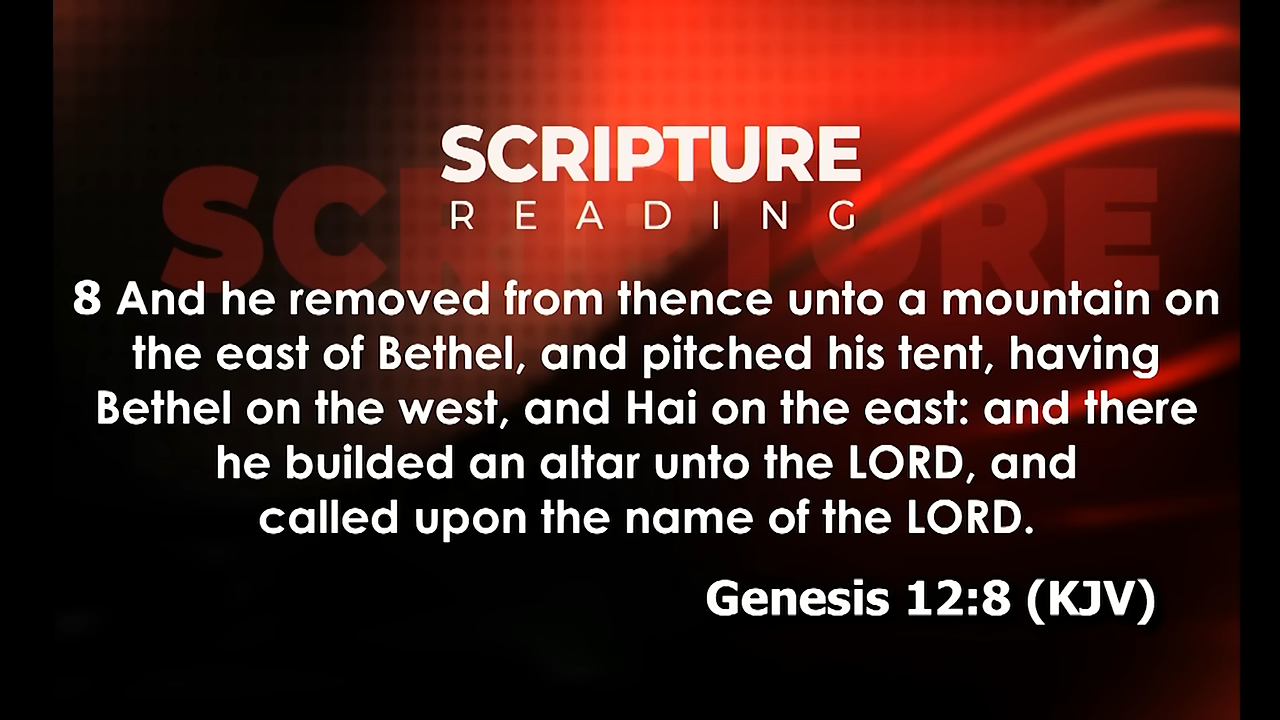 SCRIPTURE
SCRIPTURE
READING
8 And he removed from thence unto a mountain on
the east of Bethel, and pitched his tent, having
Bethel on the west, and Hai on the east: and there
he builded an altar unto the LORD, and
called upon the name of the LORD.
Genesis 12:8 (KJV)